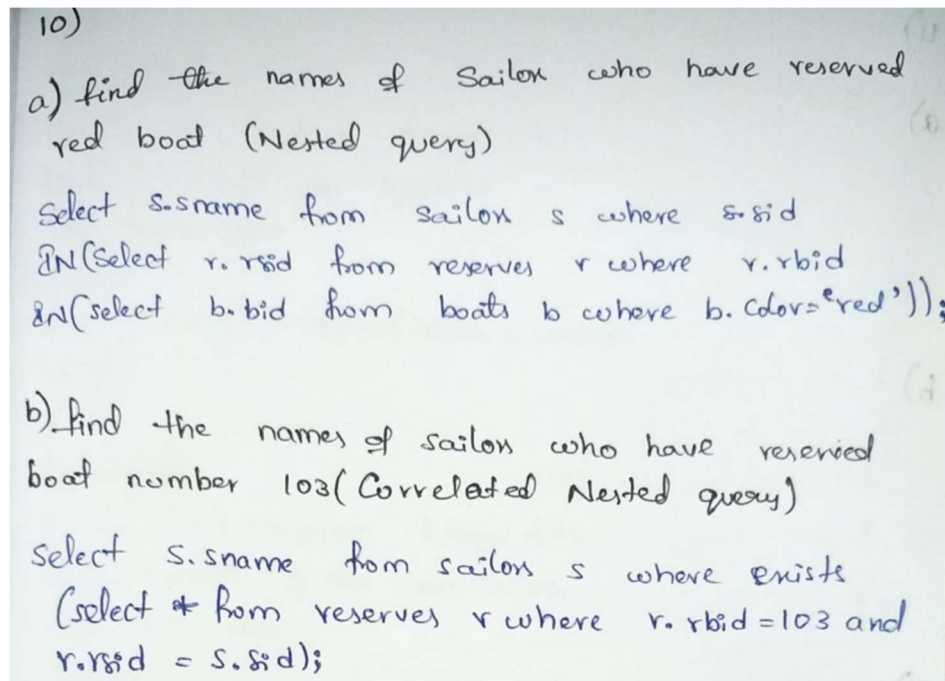 10)
a) find the names of Sailor who have reserved
red boat (Nested query)
Select s.sname from sailors s where s.sid
IN(Select r.rsid from reserves r where r.rbid
IN(select b.bid from boats b where b.color='red'));
b) find the names of sailors who have reserved
boat number 103(Correlated Nested query)
select s.sname from sailors s where exists
(select * from reserves r where r.rbid=103 and
r.rsid = s.sid);